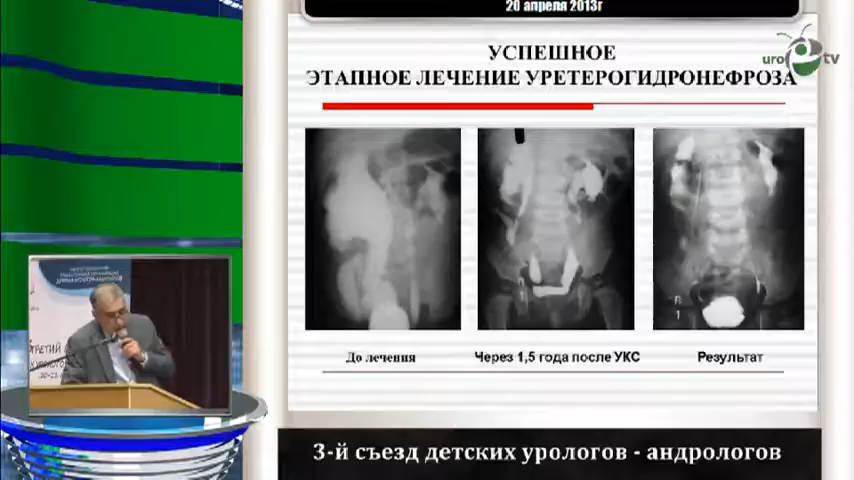 20 апреля 2013г
uro tv
УСПЕШНОЕ
ЭТАПНОЕ ЛЕЧЕНИЕ УРЕТЕРОГИДРОНЕФРОЗА
До лечения
Через 1,5 года после УКС
Результат
3-й съезд детских урологов - андрологов